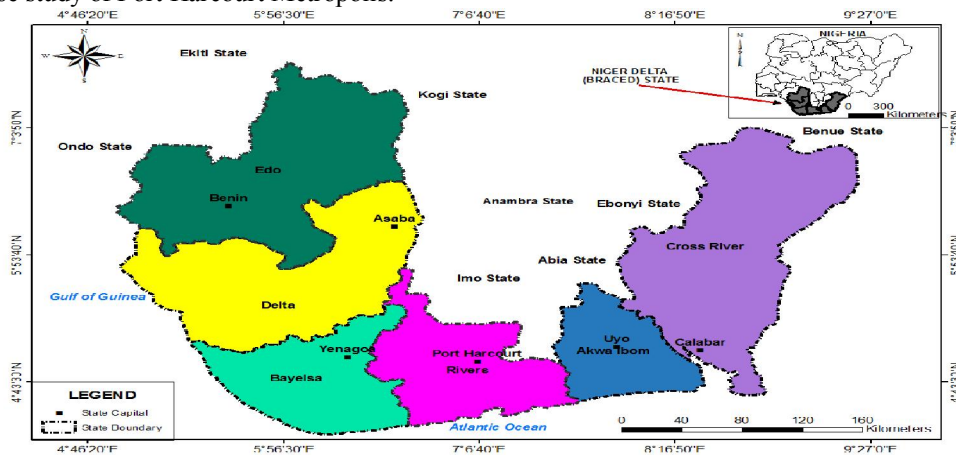 se study of Port Harcourt Metropolis.
4°46'20"E 5°56'30"E 7°6'40"E 8°16'50"E 9°27'0"E
Ekiti State
NIGERIA
NIGER DELTA
(BRACED) STATE
Kogi State
0 300
Kilometers
Benue State
Ondo State
Edo
Benin
Anambra State
Ebonyi State
Asaba
Cross River
5°53'40"N
Abia State
Imo State
Gulf of Guinea
Delta
Yenagoa
Uyo
Calabar
Port Harcourt
Akwa Ibom
Rivers
Bayelsa
4°43'31"N
LEGEND
State Capital
State Boundary
Atlantic Ocean
0 40 80 120 160
Kilometers
4°46'20"E 5°56'30"E 7°6'40"E 8°16'50"E 9°27'0"E